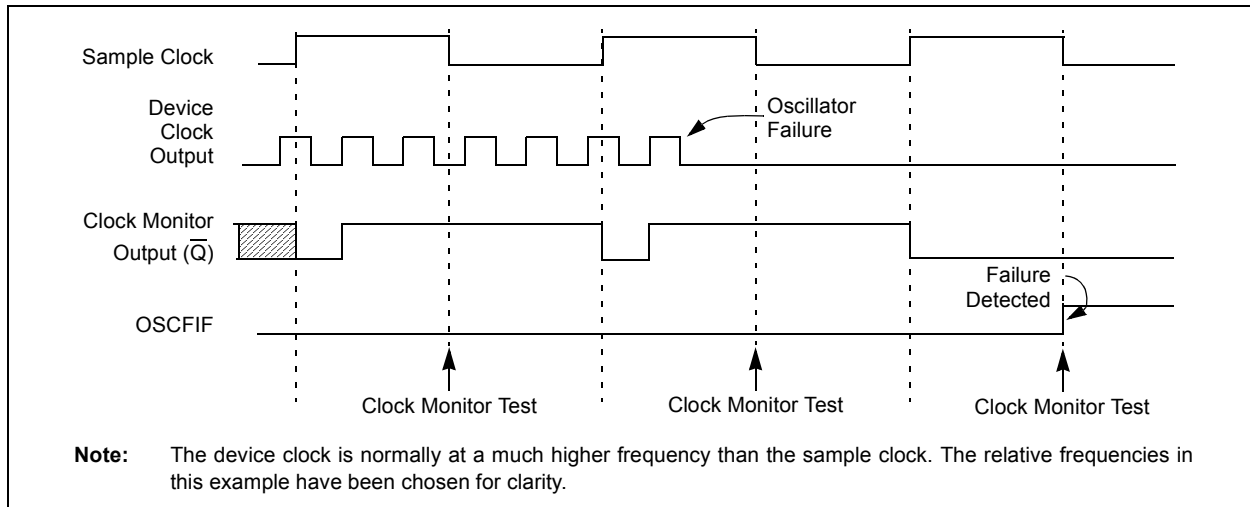 Sample Clock
Device
Clock
Output
Oscillator
Failure
Clock Monitor
Output (Q̅)
Failure
Detected
OSCFIF
Clock Monitor Test
Clock Monitor Test
Clock Monitor Test
Note: The device clock is normally at a much higher frequency than the sample clock. The relative frequencies in
this example have been chosen for clarity.